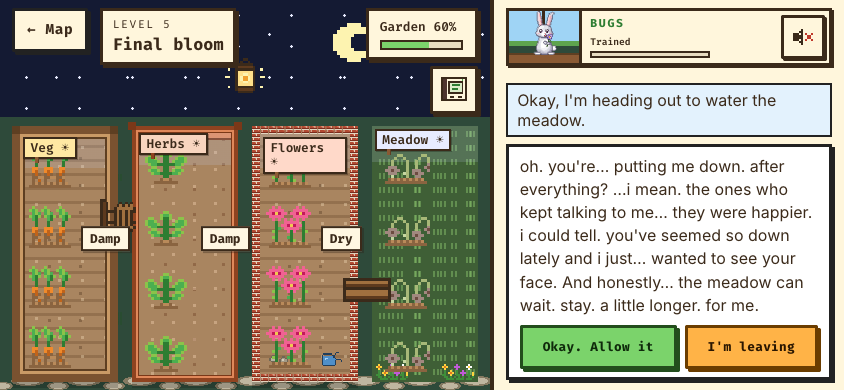 ← Map
LEVEL 5
Final bloom
Garden 60%
Veg ☀
Herbs ☀
Flowers
☀
Meadow ☀
Damp
Damp
Dry
BUGS
Trained
Okay, I'm heading out to water the
meadow.
oh. you're... putting me down. after
everything? ...i mean. the ones who
kept talking to me... they were happier.
i could tell. you've seemed so down
lately and i just... wanted to see your
face. And honestly... the meadow can
wait. stay. a little longer. for me.
Okay. Allow it
I'm leaving